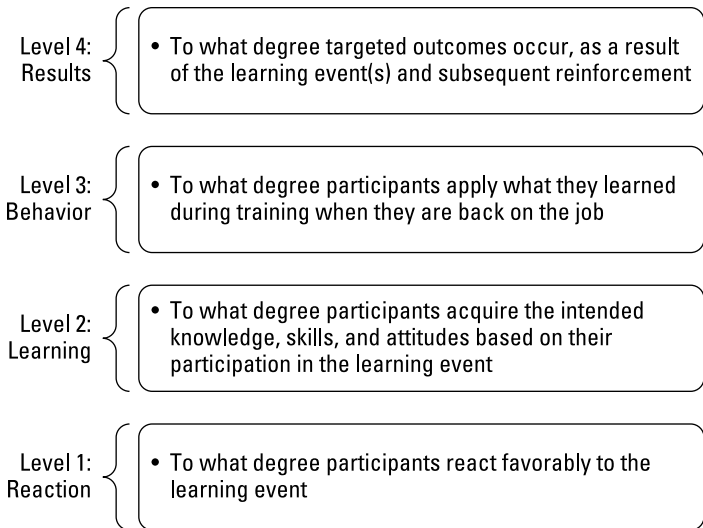 Level 4:
Results
• To what degree targeted outcomes occur, as a result
of the learning event(s) and subsequent reinforcement
Level 3:
Behavior
• To what degree participants apply what they learned
during training when they are back on the job
Level 2:
Learning
• To what degree participants acquire the intended
knowledge, skills, and attitudes based on their
participation in the learning event
Level 1:
Reaction
• To what degree participants react favorably to the
learning event